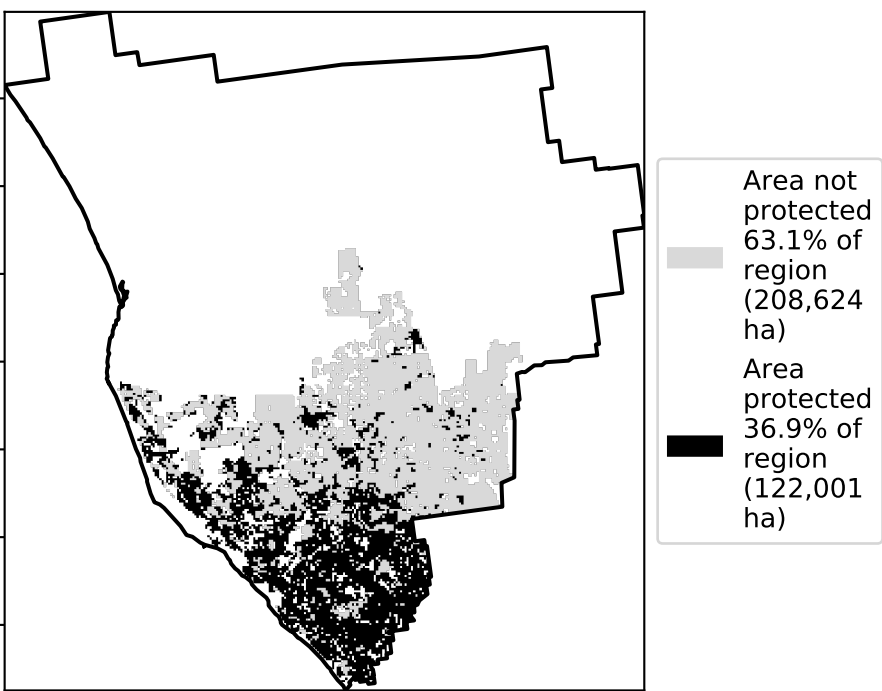 Area not
protected
63.1% of
region
(208,624
ha)
Area
protected
36.9% of
region
(122,001
ha)